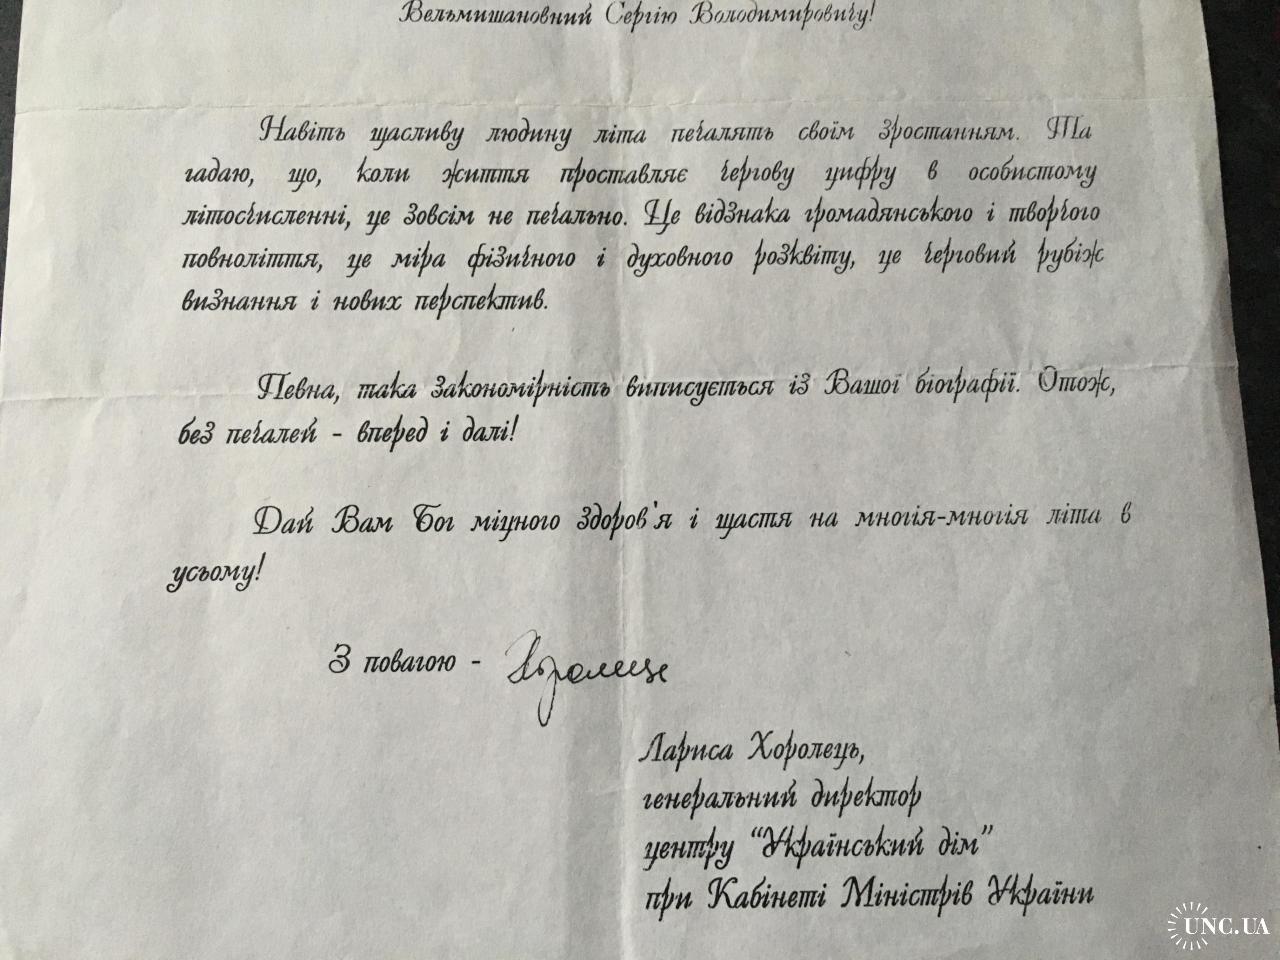 Вельмишановний Сергію Володимировичу!
Навіть щасливу людину літа печалять своїм зростанням. Та
гадаю, що, коли життя проставляє чергову цифру в особистому
літосчисленні, це зовсім не печально. Це відзнака громадянського і творчого
повноліття, це міра фізичного і духовного розквіту, це черговий рубіж
визнання і нових перспектив.
Певна, така закономірність виписується із Вашої біографії. Отож,
без печалей - вперед і далі!
Дай Вам Бог міцного здоров'я і щастя на многія-многія літа в
усьому!
З повагою - Хоролець
Лариса Хоролець,
генеральний директор
центру “Український дім”
при Кабінеті Міністрів України
UNC.UA